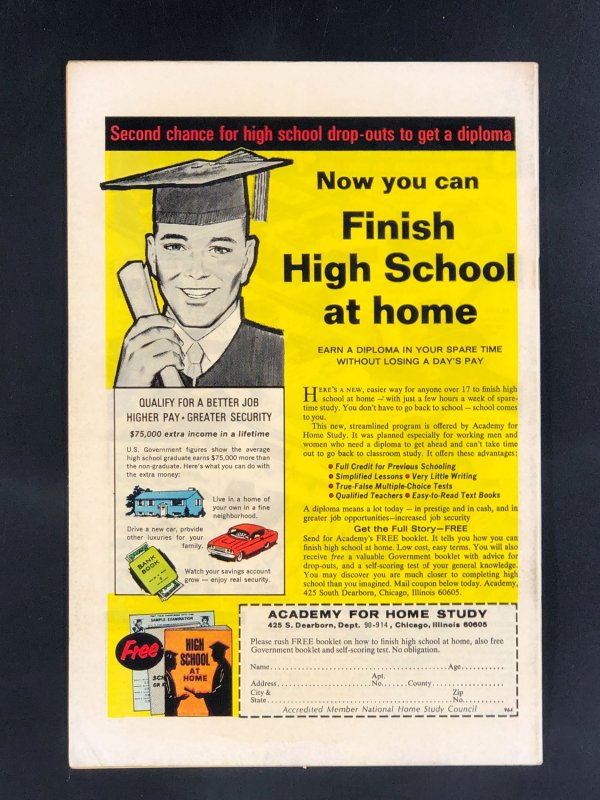 Second chance for high school drop-outs to get a diploma
Now you can
Finish
High School
at home
EARN A DIPLOMA IN YOUR SPARE TIME
WITHOUT LOSING A DAY'S PAY
QUALIFY FOR A BETTER JOB
HIGHER PAY • GREATER SECURITY
$75,000 extra income in a lifetime
U.S. Government figures show the average
high school graduate earns $75,000 more than
the non-graduate. Here's what you can do with
the extra money:
Live in a home of
your own in a fine
neighborhood.
Drive a new car, provide
other luxuries for your
family.
BANK
BOOK
Watch your savings account
grow — enjoy real security.
HERE'S A NEW, easier way for anyone over 17 to finish high
school at home — with just a few hours a week of spare-
time study. You don't have to go back to school — school comes
to you.
This new, streamlined program is offered by Academy for
Home Study. It was planned especially for working men and
women who need a diploma to get ahead and can't take time
out to go back to classroom study. It offers these advantages:
• Full Credit for Previous Schooling
• Simplified Lessons • Very Little Writing
• True-False Multiple-Choice Tests
• Qualified Teachers • Easy-to-Read Text Books
A diploma means a lot today — in prestige and in cash, and in
greater job opportunities—increased job security
Get the Full Story—FREE
Send for Academy's FREE booklet. It tells you how you can
finish high school at home. Low cost, easy terms. You will also
receive free a valuable Government booklet with advice for
drop-outs, and a self-scoring test of your general knowledge.
You may discover you are much closer to completing high
school than you imagined. Mail coupon below today. Academy,
425 South Dearborn, Chicago, Illinois 60605.
SAMPLE EXAMINATION
Free
SCH
OR
HIGH
SCHOOL
AT
HOME
ACADEMY FOR HOME STUDY
425 S. Dearborn, Dept. 90-914, Chicago, Illinois 60605
Please rush FREE booklet on how to finish high school at home, also free
Government booklet and self-scoring test. No obligation.
Name.......... Age..........
Apt.
Address.......... No...... County..........
City & Zip
State.......... No..........
Accredited Member National Home Study Council 964